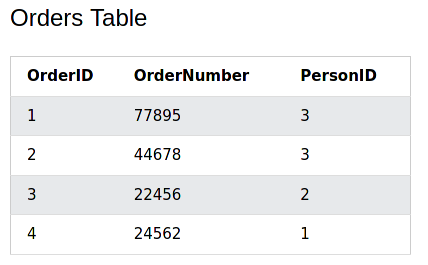 Orders Table
OrderID OrderNumber PersonID
1 77895 3
2 44678 3
3 22456 2
4 24562 1